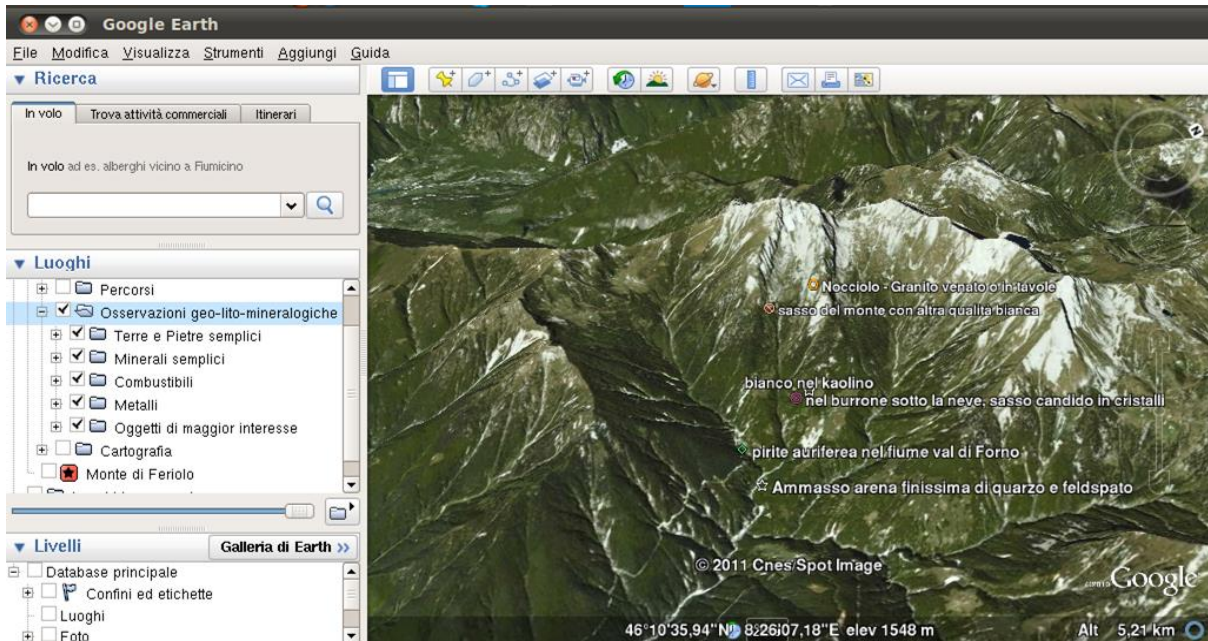 Google Earth
File Modifica Visualizza Strumenti Aggiungi Guida
Ricerca
In volo Trova attività commerciali Itinerari
In volo ad es. alberghi vicino a Fiumicino
Luoghi
Percorsi
Osservazioni geo-lito-mineralogiche
Terre e Pietre semplici
Minerali semplici
Combustibili
Metalli
Oggetti di maggior interesse
Cartografia
Monte di Feriolo
Livelli
Galleria di Earth >>
Database principale
Confini ed etichette
Luoghi
Foto
N
Nocciolo - Granito venato o in tavole
sasso del monte con altra qualita bianca
bianco nel kaolino
nel burrone sotto la neve, sasso candido in cristalli
pirite aurifera nel fiume val di Forno
Ammasso arena finissima di quarzo e feldspato
© 2011 Cnes/Spot Image
Google
46°10'35,94"N 8°26'07,18"E elev 1548 m
Alt 5,21 km